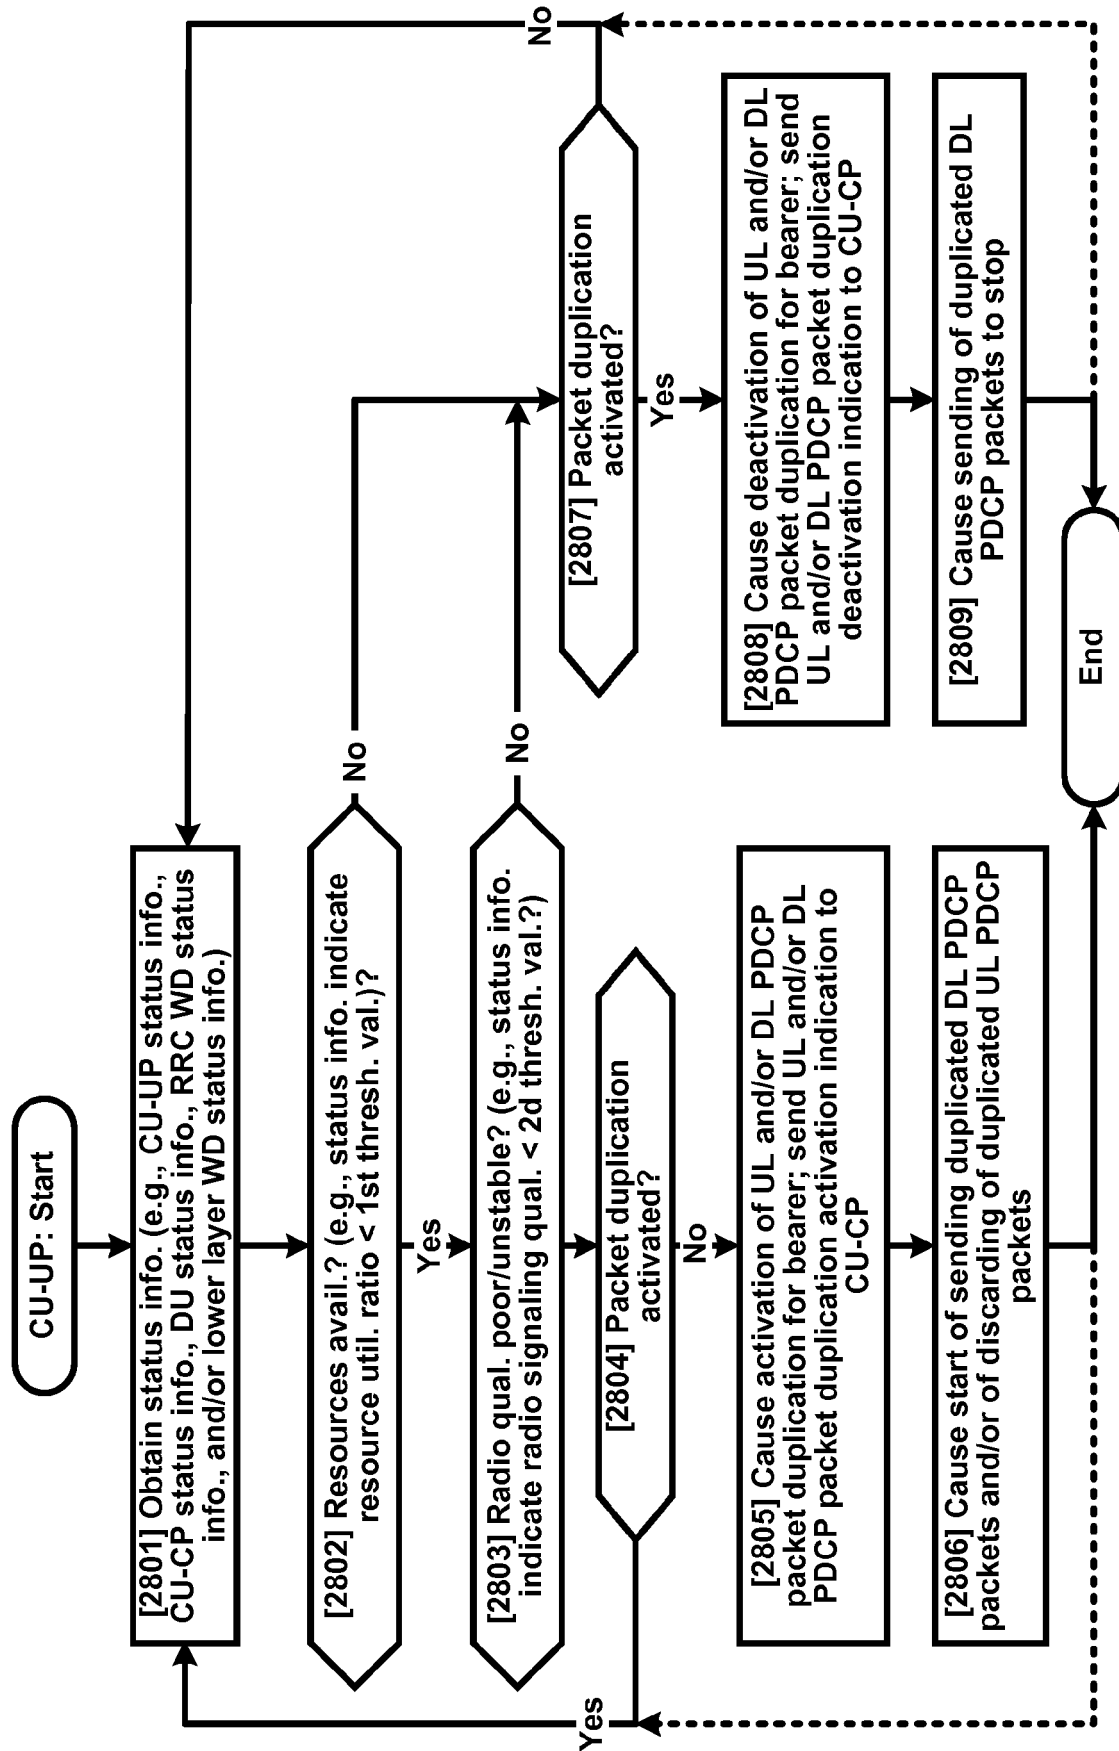 CU-UP: Start
[2801] Obtain status info. (e.g., CU-UP status info.,
CU-CP status info., DU status info., RRC WD status
info., and/or lower layer WD status info.)
[2802] Resources avail.? (e.g., status info. indicate
resource util. ratio < 1st thresh. val.)?
No
Yes
[2803] Radio qual. poor/unstable? (e.g., status info.
indicate radio signaling qual. < 2d thresh. val.?)
No
[2804] Packet duplication
activated?
Yes
No
[2805] Cause activation of UL and/or DL PDCP
packet duplication for bearer; send UL and/or DL
PDCP packet duplication activation indication to
CU-CP
[2806] Cause start of sending duplicated DL PDCP
packets and/or of discarding of duplicated UL PDCP
packets
[2807] Packet duplication
activated?
No
Yes
[2808] Cause deactivation of UL and/or DL
PDCP packet duplication for bearer; send
UL and/or DL PDCP packet duplication
deactivation indication to CU-CP
[2809] Cause sending of duplicated DL
PDCP packets to stop
End